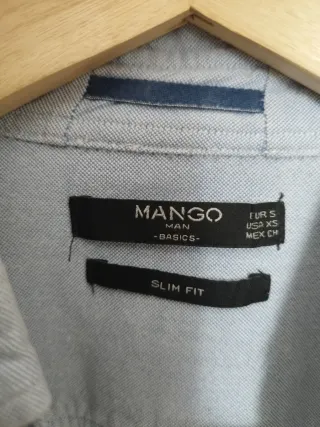 MANGO
MAN
-BASICS-
EUR S
USA XS
MEX CH
SLIM FIT